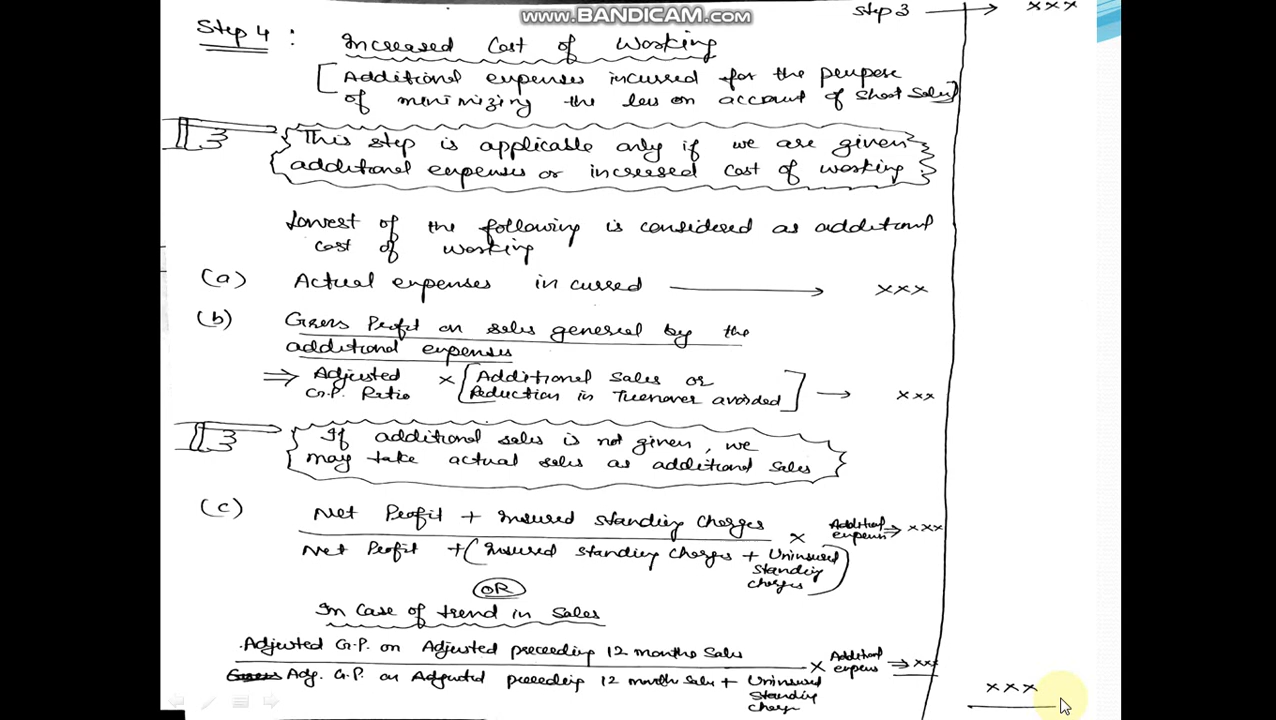 www.BANDICAM.com
step 3 → xxx
Step 4 : Increased Cost of Working
[Additional expenses incurred for the purpose
of minimizing the loss on account of short sales]
This step is applicable only if we are given
additional expenses or increased cost of working
Lowest of the following is considered as additional
cost of working
(a) Actual expenses incurred → xxx
(b) Gross Profit on sales general by the
additional expenses
⇒ Adjusted G.P. Ratio × [Additional Sales or
Reduction in Turnover avoided] → xxx
If additional sales is not given, we
may take actual sales as additional sales
(c) Net Profit + Insured standing charges × Additional expenses → xxx
Net Profit + (Insured standing charges + Uninsured
standing
charges)
OR
In Case of trend in Sales
Adjusted G.P. on Adjusted preceeding 12 months Sales × Additional expens → xxx
Adj. G.P. on Adjusted preceeding 12 month Sales + Uninsured
standing
charge
xxx